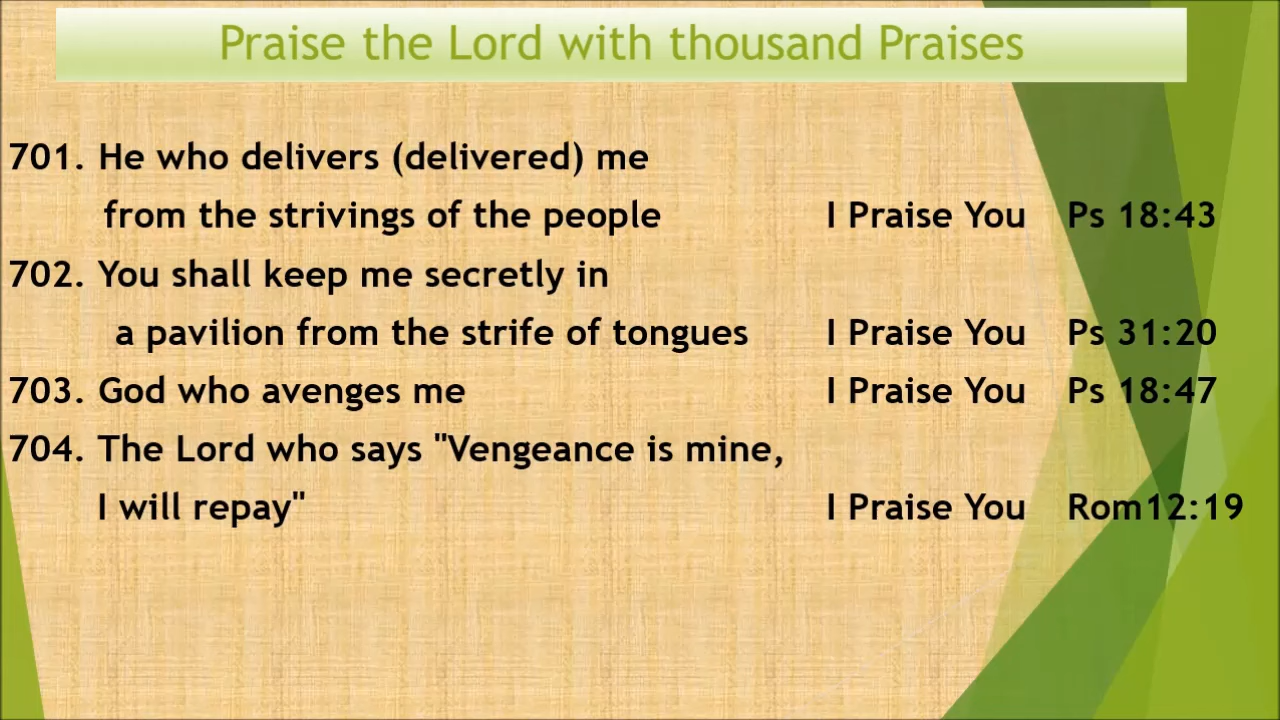 Praise the Lord with thousand Praises
701. He who delivers (delivered) me
from the strivings of the people I Praise You Ps 18:43
702. You shall keep me secretly in
a pavilion from the strife of tongues I Praise You Ps 31:20
703. God who avenges me I Praise You Ps 18:47
704. The Lord who says "Vengeance is mine,
I will repay" I Praise You Rom12:19